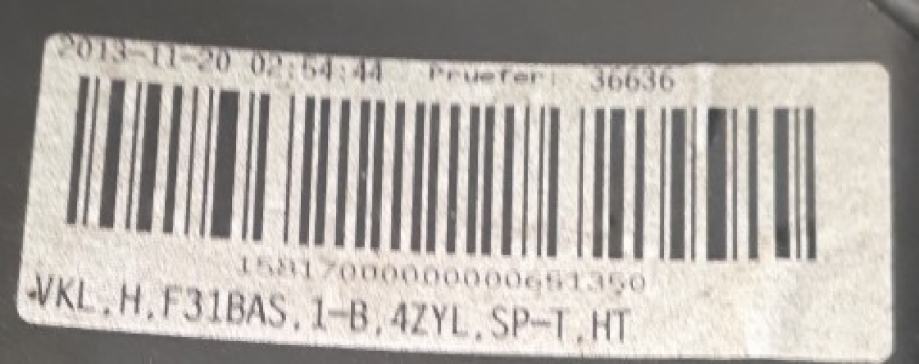 2013-11-20 02:54:44 Pruefer: 36636
15817000000000651350
VKL.H.F31BAS.1-B.4ZYL.SP-T.HT